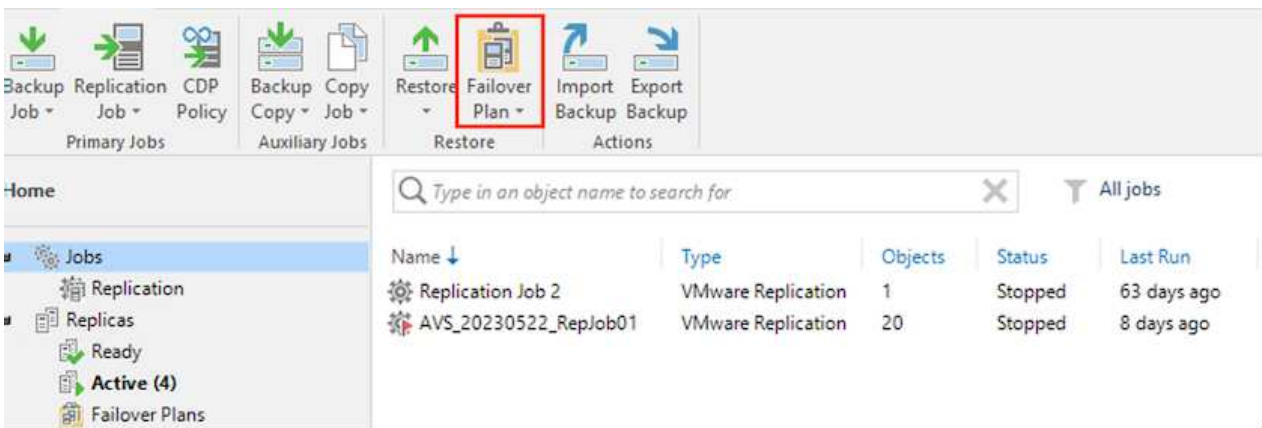 Backup Replication CDP Backup Copy Restore Failover Import Export
Job Job Policy Copy Job Plan Backup Backup
Primary Jobs Auxiliary Jobs Restore Actions
Home
Type in an object name to search for
All jobs
Jobs
Replication
Replicas
Ready
Active (4)
Failover Plans
Name Type Objects Status Last Run
Replication Job 2 VMware Replication 1 Stopped 63 days ago
AVS_20230522_RepJob01 VMware Replication 20 Stopped 8 days ago